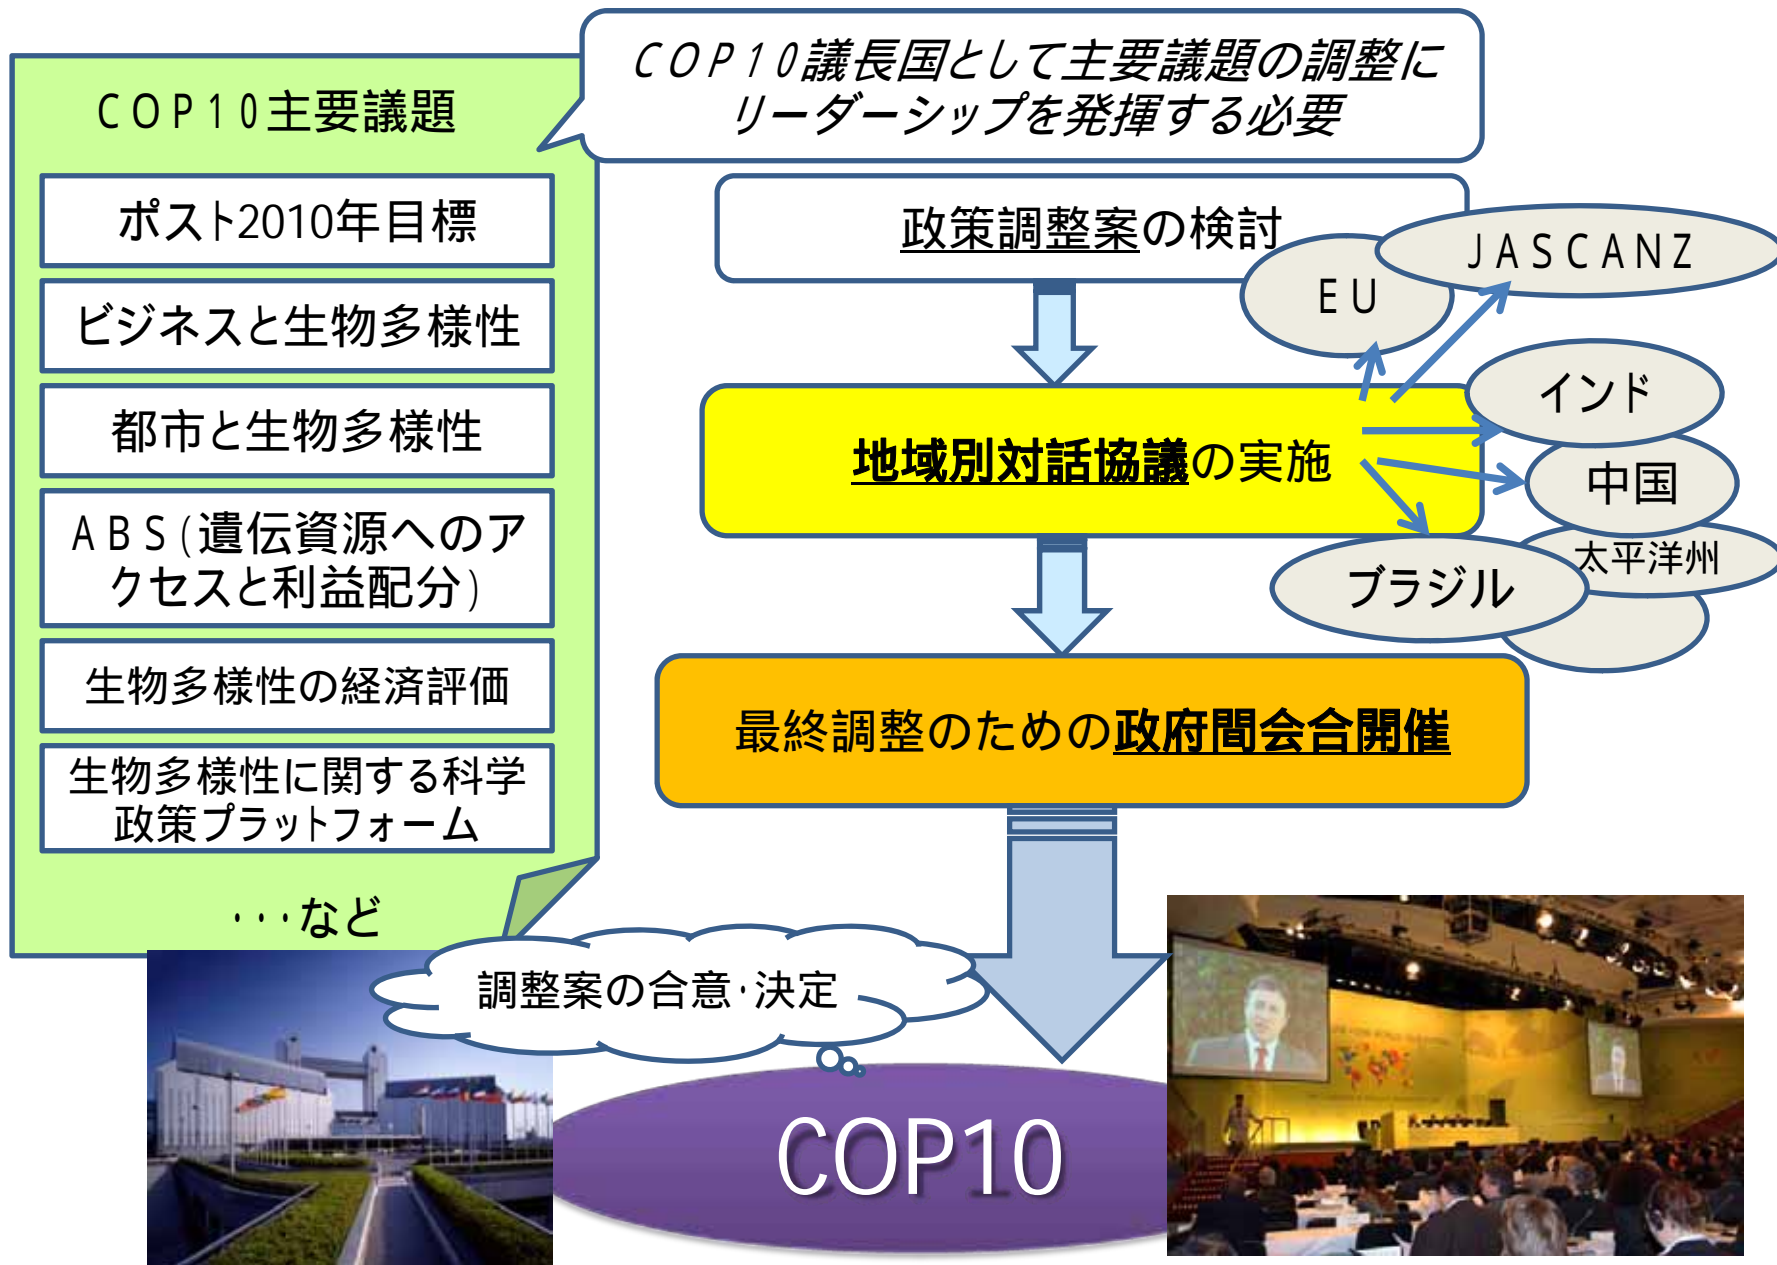 COP10議長国として主要議題の調整に
リーダーシップを発揮する必要
COP10主要議題
ポスト2010年目標
ビジネスと生物多様性
都市と生物多様性
ABS(遺伝資源へのア
クセスと利益配分)
生物多様性の経済評価
生物多様性に関する科学
政策プラットフォーム
・・・など
政策調整案の検討
EU
JASCANZ
地域別対話協議の実施
インド
中国
太平洋州
ブラジル
最終調整のための政府間会合開催
調整案の合意・決定
COP10